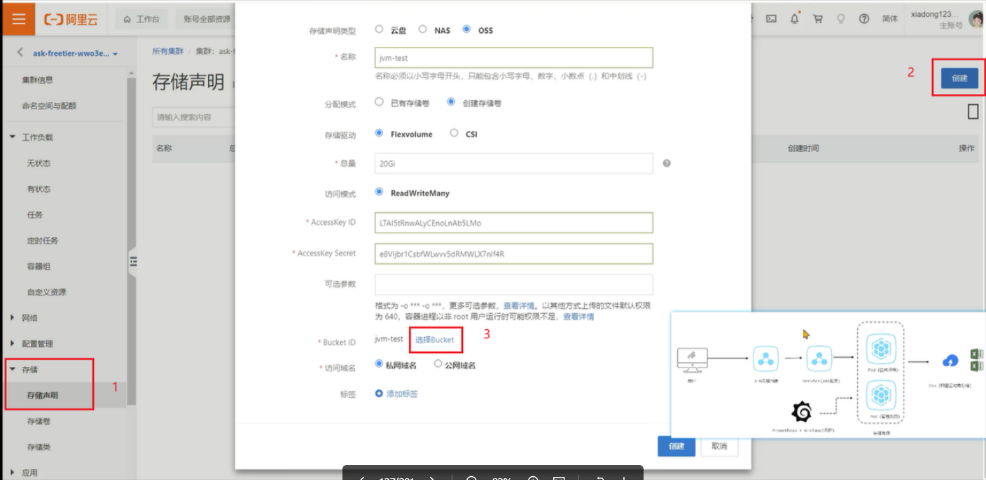 阿里云
工作台
账号全部资源
简体
xiadong123...
主账号
ask-freetier-wwo3e...
集群信息
命名空间与配额
工作负载
无状态
有状态
任务
定时任务
容器组
自定义资源
网络
配置管理
存储
存储声明
存储卷
存储类
应用
1
所有集群 / 集群：ask-f
存储声明
请输入搜索内容
名称
2
创建
创建时间
操作
存储声明类型
云盘
NAS
OSS
* 名称
jvm-test
名称必须以小写字母开头，只能包含小写字母、数字、小数点（.）和中划线（-）
分配模式
已有存储卷
创建存储卷
存储驱动
Flexvolume
CSI
* 总量
20Gi
访问模式
ReadWriteMany
* AccessKey ID
* AccessKey Secret
可选参数
格式为 -o *** -o ***，更多可选参数，查看详情。以其他方式上传的文件默认权限
为 640，容器进程以非 root 用户运行时可能权限不足，查看详情
* Bucket ID
jvm-test
选择Bucket
3
* 访问域名
私网域名
公网域名
标签
添加标签
创建
取消